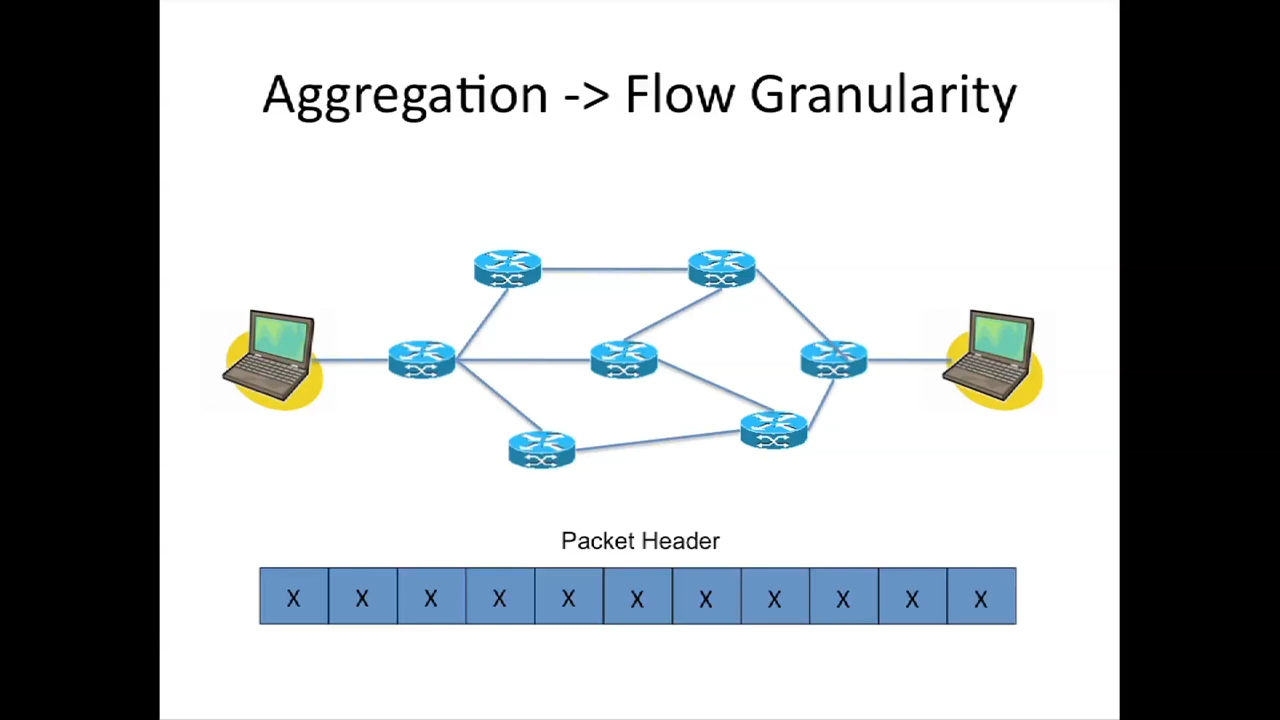 Aggregation -> Flow Granularity
Packet Header
X X X X X X X X X X X